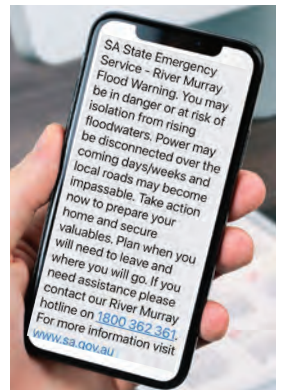 SA State Emergency
Service - River Murray
Flood Warning. You may
be in danger or at risk of
isolation from rising
floodwaters. Power may
be disconnected over the
coming days/weeks and
local roads may become
impassable. Take action
now to prepare your
home and secure
valuables. Plan when you
will need to leave and
where you will go. If you
need assistance please
contact our River Murray
hotline on 1800 362 361.
For more information visit
www.sa.gov.au